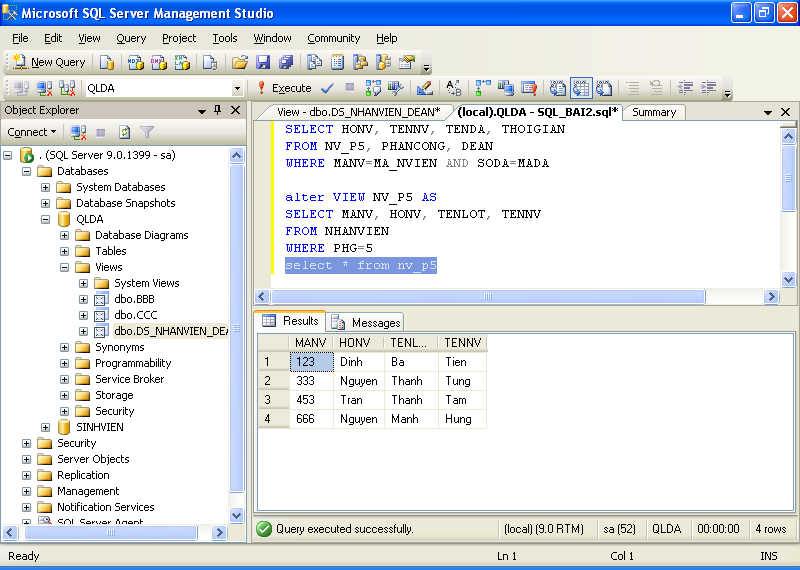 Microsoft SQL Server Management Studio
File Edit View Query Project Tools Window Community Help
New Query
QLDA Execute
Object Explorer
Connect
. (SQL Server 9.0.1399 - sa)
Databases
System Databases
Database Snapshots
QLDA
Database Diagrams
Tables
Views
System Views
dbo.BBB
dbo.CCC
dbo.DS_NHANVIEN_DEA
Synonyms
Programmability
Service Broker
Storage
Security
SINHVIEN
Security
Server Objects
Replication
Management
Notification Services
SQL Server Agent
View - dbo.DS_NHANVIEN_DEAN* (local).QLDA - SQL_BAI2.sql* Summary
SELECT HONV, TENNV, TENDA, THOIGIAN
FROM NV_P5, PHANCONG, DEAN
WHERE MANV=MA_NVIEN AND SODA=MADA
alter VIEW NV_P5 AS
SELECT MANV, HONV, TENLOT, TENNV
FROM NHANVIEN
WHERE PHG=5
select * from nv_p5
Results Messages
MANV HONV TENL... TENNV
1 123 Dinh Ba Tien
2 333 Nguyen Thanh Tung
3 453 Tran Thanh Tam
4 666 Nguyen Manh Hung
Query executed successfully. (local) (9.0 RTM) sa (52) QLDA 00:00:00 4 rows
Ready Ln 1 Col 1 INS